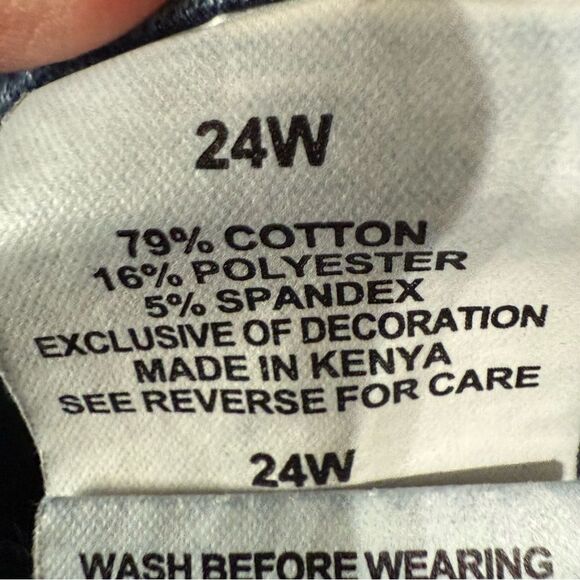 24W
79% COTTON
16% POLYESTER
5% SPANDEX
EXCLUSIVE OF DECORATION
MADE IN KENYA
SEE REVERSE FOR CARE
24W
WASH BEFORE WEARING